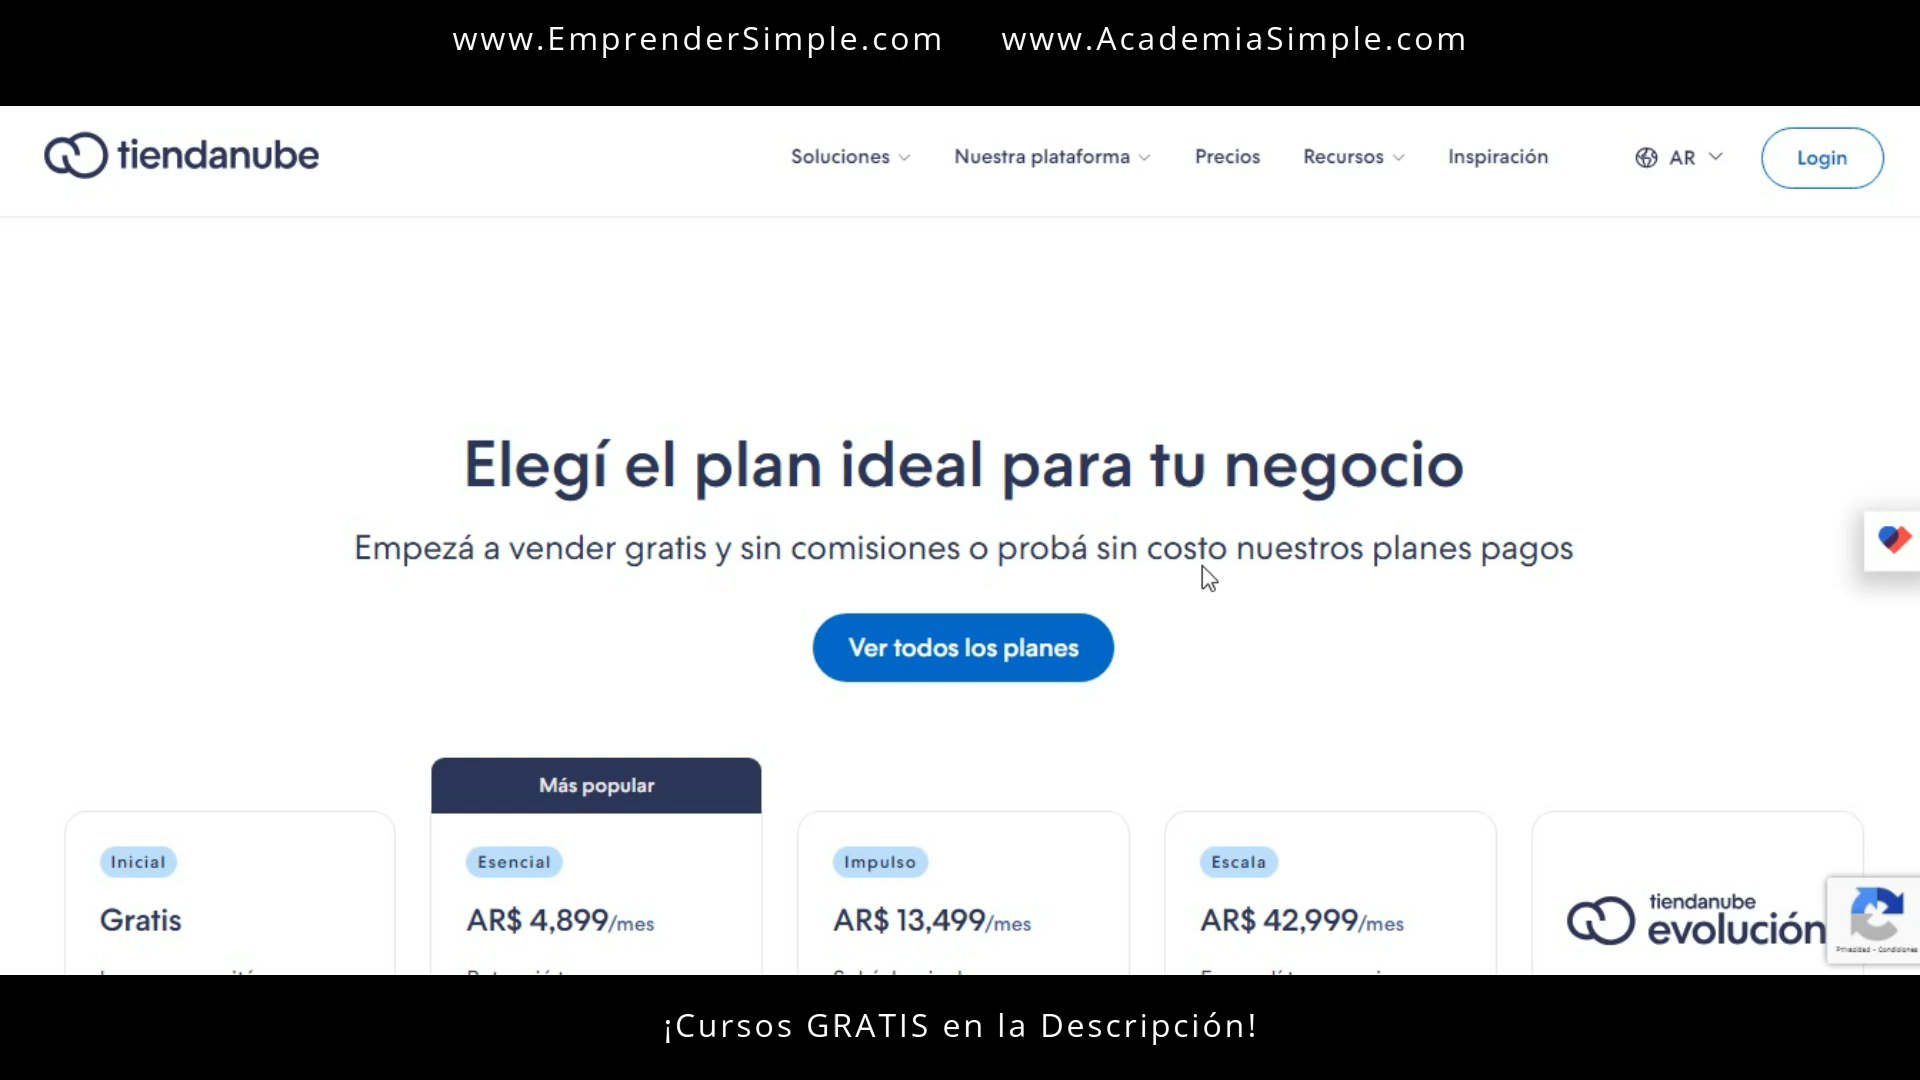 www.EmprenderSimple.com www.AcademiaSimple.com
tiendanube
Soluciones
Nuestra plataforma
Precios
Recursos
Inspiración
AR
Login
Elegí el plan ideal para tu negocio
Empezá a vender gratis y sin comisiones o probá sin costo nuestros planes pagos
Ver todos los planes
Más popular
Inicial
Gratis
Esencial
AR$ 4,899/mes
Impulso
AR$ 13,499/mes
Escala
AR$ 42,999/mes
tiendanube
evolución
Privacidad - Condiciones
¡Cursos GRATIS en la Descripción!